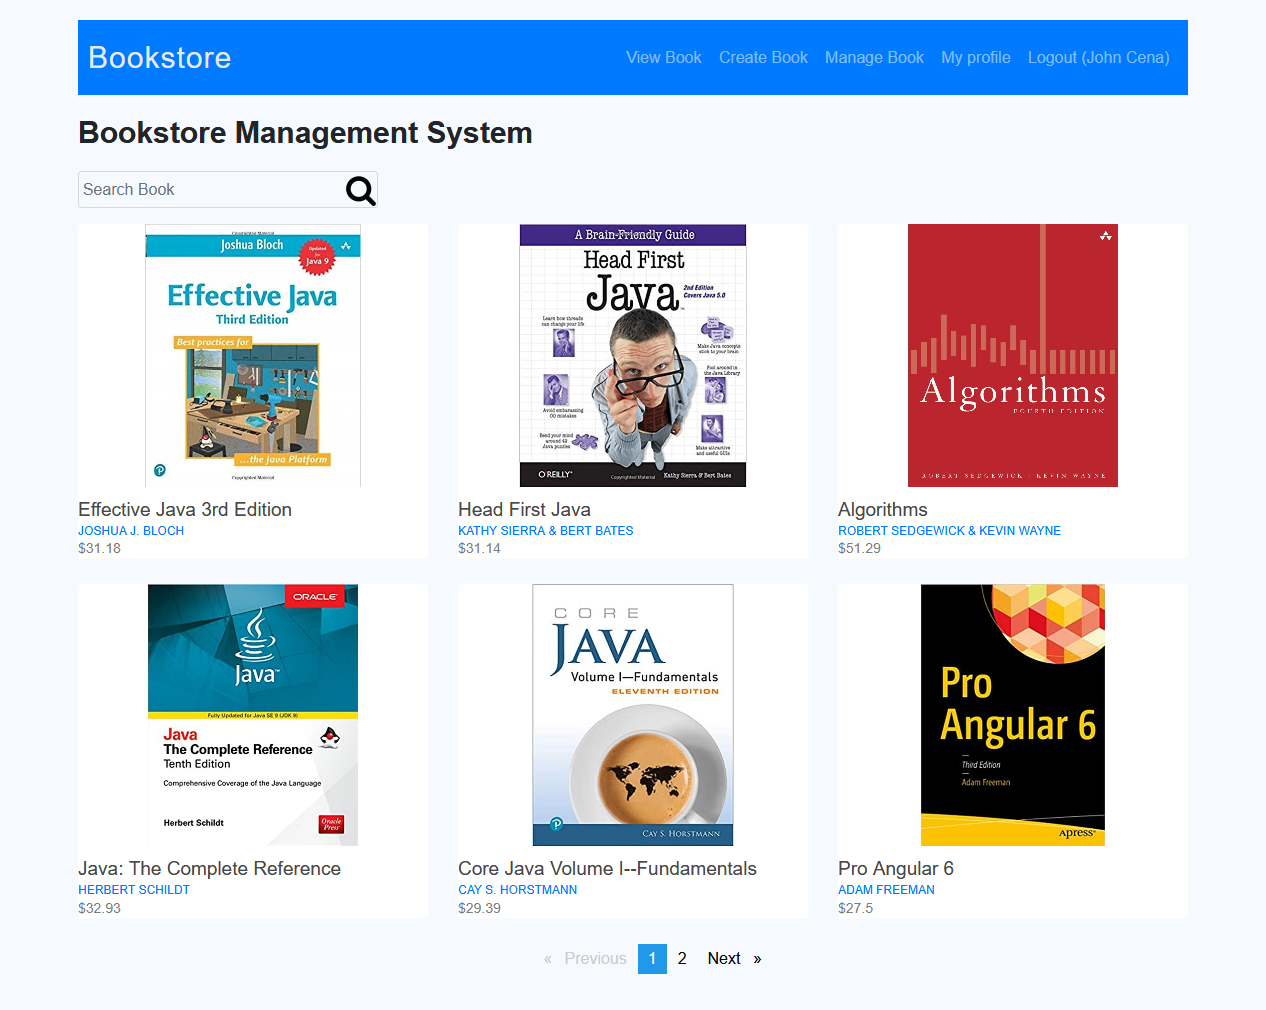 Bookstore
View Book Create Book Manage Book My profile Logout (John Cena)
Bookstore Management System
Search Book
Copyrighted Material
Joshua Bloch
Updated
for
Java 9
Effective Java
Third Edition
Best practices for
...the Java Platform
Copyrighted Material
Effective Java 3rd Edition
JOSHUA J. BLOCH
$31.18
A Brain-Friendly Guide
Head First
Java
2nd Edition
Covers Java 5.0
Learn how threads
can change your life
Make Java concepts
stick to your brain
Fool around in
the Java Library
Avoid embarassing
OO mistakes
Bend your mind
around 42
Java puzzles
Make attractive
and useful GUIs
O'REILLY
Copyrighted Material
Kathy Sierra & Bert Bates
Head First Java
KATHY SIERRA & BERT BATES
$31.14
Algorithms
FOURTH EDITION
ROBERT SEDGEWICK | KEVIN WAYNE
Algorithms
ROBERT SEDGEWICK & KEVIN WAYNE
$51.29
ORACLE
Java™
Fully Updated for Java SE 9 (JDK 9)
Java
The Complete Reference
Tenth Edition
Comprehensive Coverage of the Java Language
Herbert Schildt
Oracle
Press
Java: The Complete Reference
HERBERT SCHILDT
$32.93
CORE
JAVA
Volume I—Fundamentals
ELEVENTH EDITION
P
CAY S. HORSTMANN
Core Java Volume I--Fundamentals
CAY S. HORSTMANN
$29.39
Pro
Angular 6
Third Edition
Adam Freeman
Apress®
Pro Angular 6
ADAM FREEMAN
$27.5
« Previous 1 2 Next »